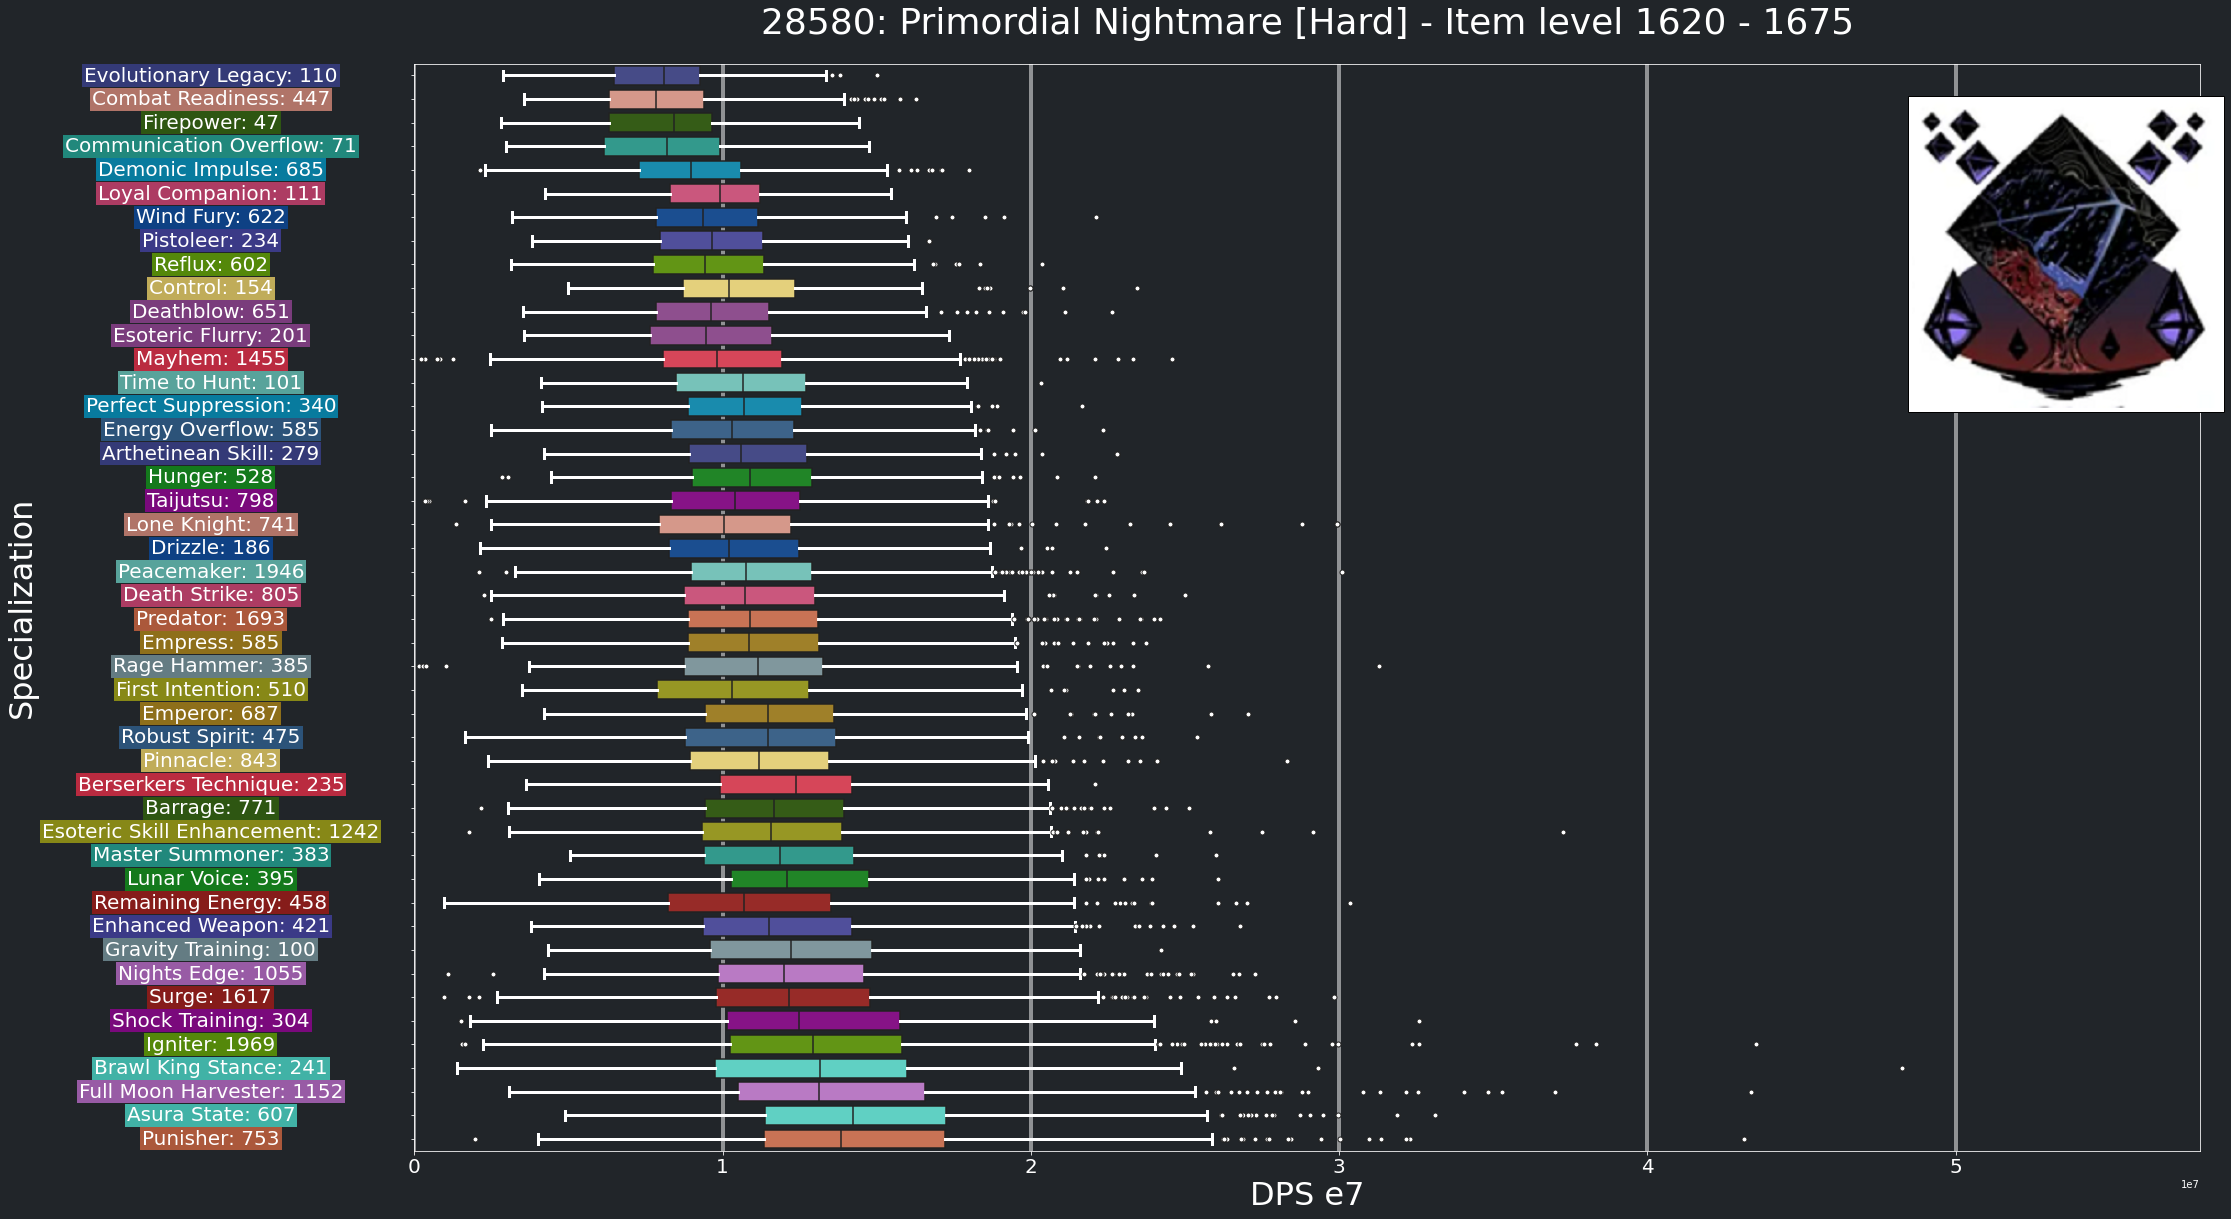 28580: Primordial Nightmare [Hard] - Item level 1620 - 1675
Specialization
Evolutionary Legacy: 110
Combat Readiness: 447
Firepower: 47
Communication Overflow: 71
Demonic Impulse: 685
Loyal Companion: 111
Wind Fury: 622
Pistoleer: 234
Reflux: 602
Control: 154
Deathblow: 651
Esoteric Flurry: 201
Mayhem: 1455
Time to Hunt: 101
Perfect Suppression: 340
Energy Overflow: 585
Arthetinean Skill: 279
Hunger: 528
Taijutsu: 798
Lone Knight: 741
Drizzle: 186
Peacemaker: 1946
Death Strike: 805
Predator: 1693
Empress: 585
Rage Hammer: 385
First Intention: 510
Emperor: 687
Robust Spirit: 475
Pinnacle: 843
Berserkers Technique: 235
Barrage: 771
Esoteric Skill Enhancement: 1242
Master Summoner: 383
Lunar Voice: 395
Remaining Energy: 458
Enhanced Weapon: 421
Gravity Training: 100
Nights Edge: 1055
Surge: 1617
Shock Training: 304
Igniter: 1969
Brawl King Stance: 241
Full Moon Harvester: 1152
Asura State: 607
Punisher: 753
0 1 2 3 4 5
DPS e7
1e7